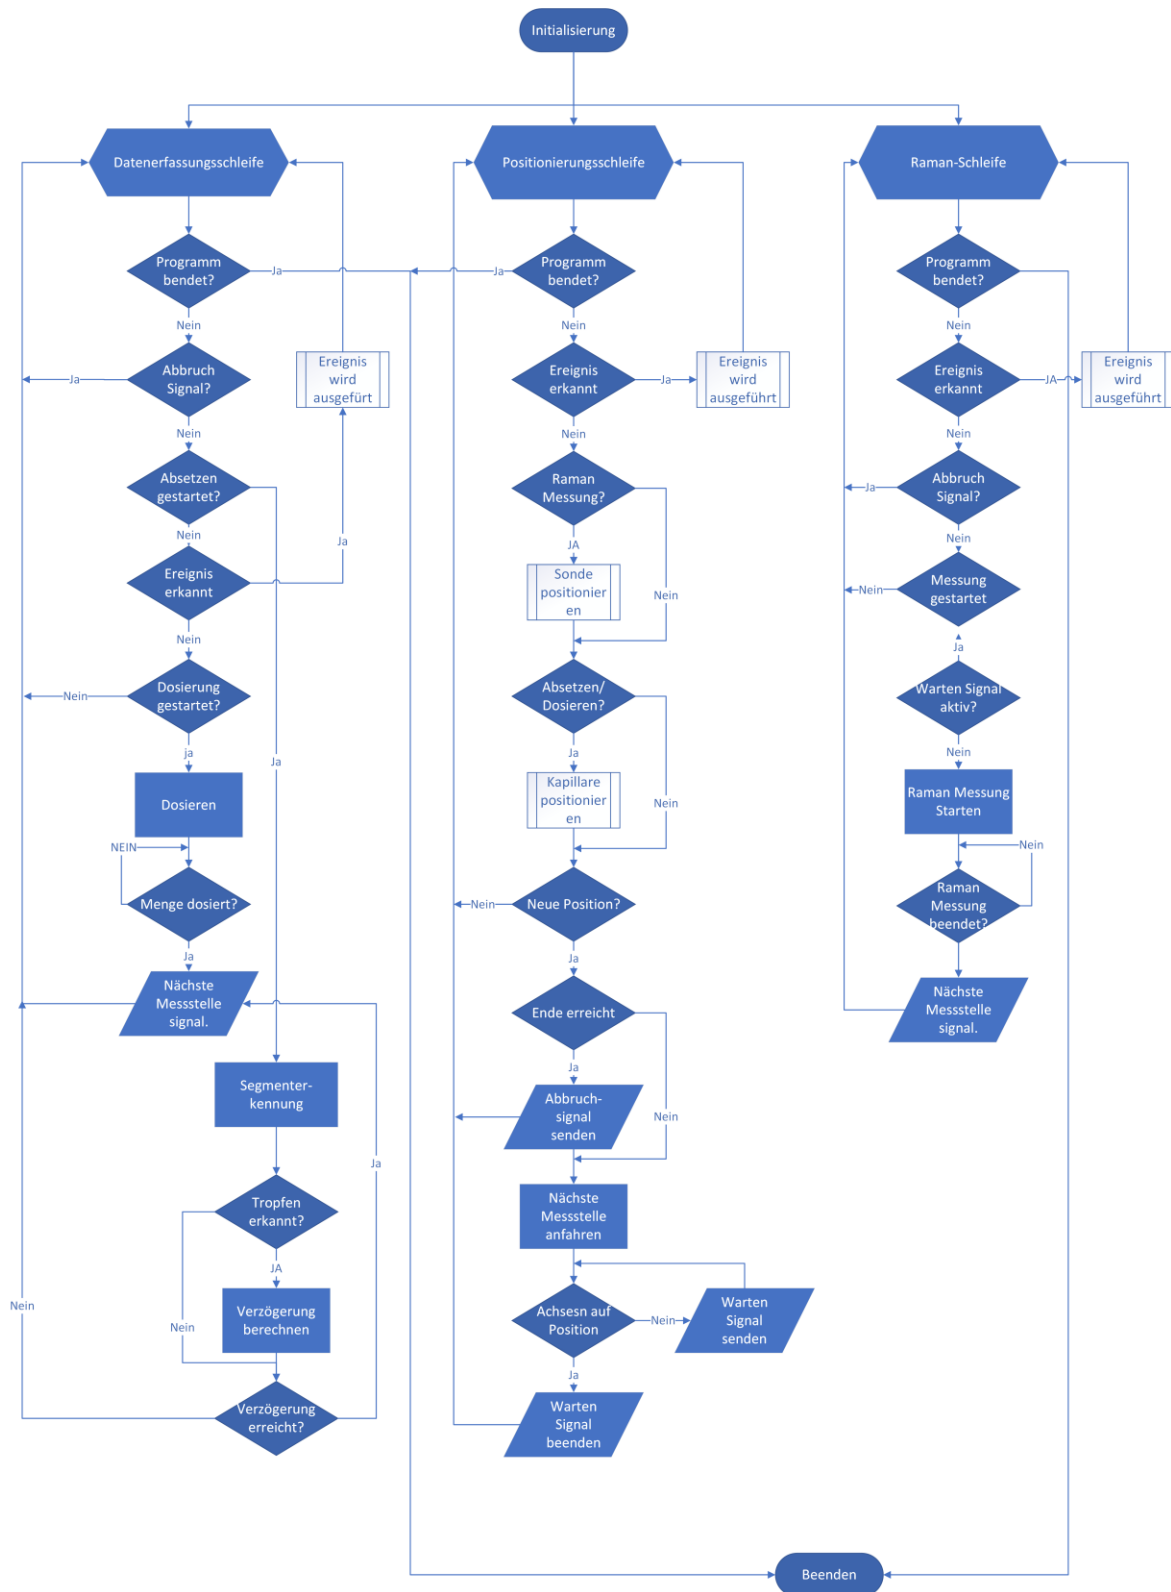 Initialisierung
Datenerfassungsschleife
Programm
bendet?
Ja
Nein
Abbruch
Signal?
Ja
Nein
Ereignis
wird
ausgefürt
Absetzen
gestartet?
Nein
Ja
Ereignis
erkannt
Nein
Dosierung
gestartet?
Nein
ja
Ja
Dosieren
NEIN
Menge dosiert?
Ja
Nächste
Messstelle
signal.
Segmenter-
kennung
Ja
Tropfen
erkannt?
JA
Nein
Nein
Verzögerung
berechnen
Verzögerung
erreicht?
Positionierungsschleife
Programm
bendet?
Ja
Nein
Ereignis
erkannt
Ja
Ereignis
wird
ausgeführt
Nein
Raman
Messung?
JA
Nein
Sonde
positionier
en
Absetzen/
Dosieren?
Ja
Nein
Kapillare
positionier
en
Neue Position?
Nein
Ja
Ende erreicht
Ja
Nein
Abbruch-
signal
senden
Nächste
Messstelle
anfahren
Achsesn auf
Position
Nein
Warten
Signal
senden
Ja
Warten
Signal
beenden
Raman-Schleife
Programm
bendet?
Nein
Ereignis
erkannt
JA
Ereignis
wird
ausgeführt
Nein
Abbruch
Signal?
Ja
Nein
Messung
gestartet
Nein
Ja
Warten Signal
aktiv?
Nein
Raman Messung
Starten
Nein
Raman
Messung
beendet?
Nächste
Messstelle
signal.
Beenden